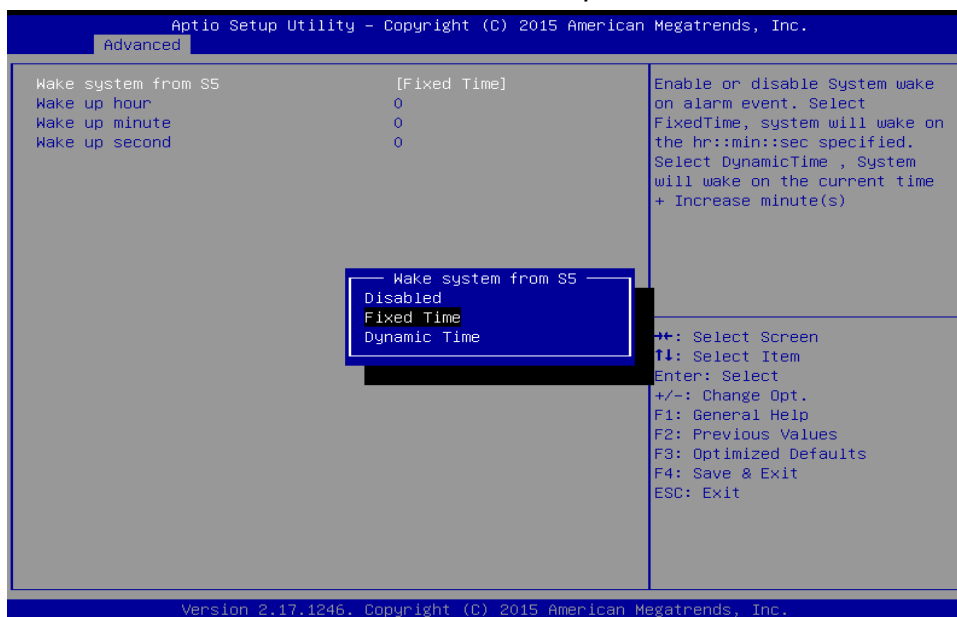 Aptio Setup Utility – Copyright (C) 2015 American Megatrends, Inc.
Advanced
Wake system from S5 [Fixed Time]
Wake up hour 0
Wake up minute 0
Wake up second 0
Enable or disable System wake
on alarm event. Select
FixedTime, system will wake on
the hr::min::sec specified.
Select DynamicTime , System
will wake on the current time
+ Increase minute(s)
Wake system from S5
Disabled
Fixed Time
Dynamic Time
→←: Select Screen
↑↓: Select Item
Enter: Select
+/-: Change Opt.
F1: General Help
F2: Previous Values
F3: Optimized Defaults
F4: Save & Exit
ESC: Exit
Version 2.17.1246. Copyright (C) 2015 American Megatrends, Inc.